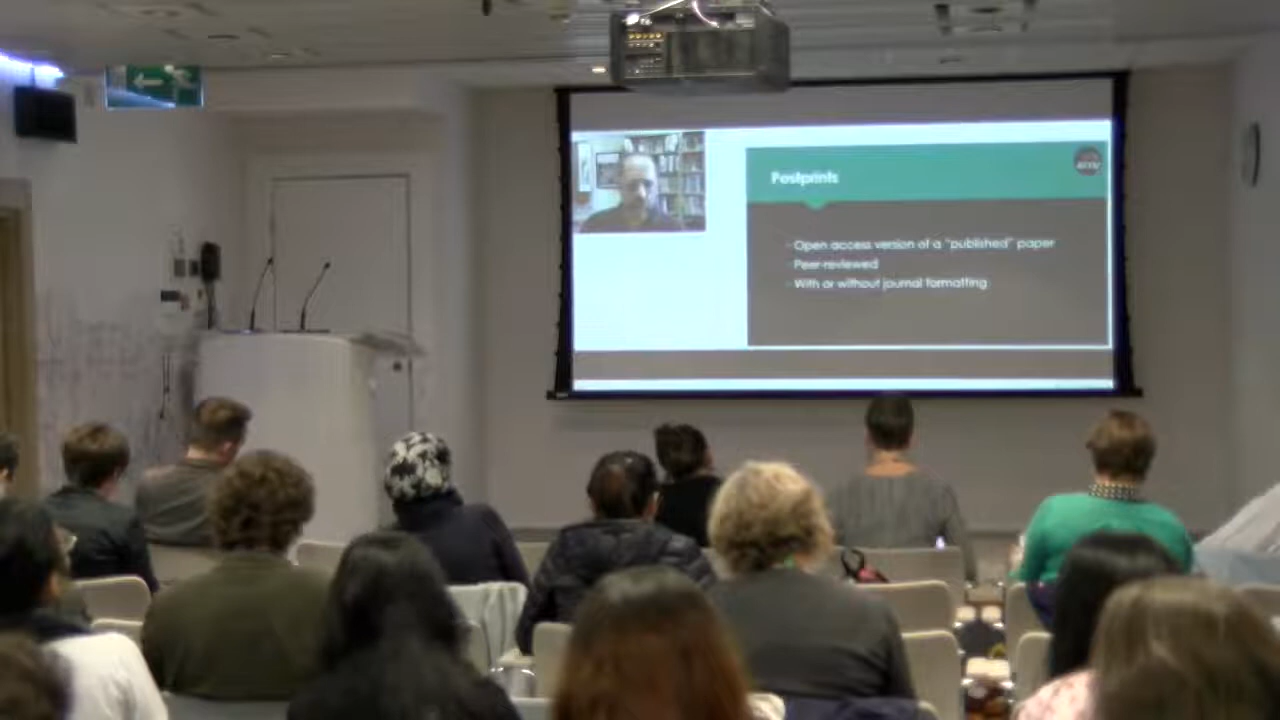 Postprints
Open access version of a "published" paper
Peer-reviewed
With or without journal formatting